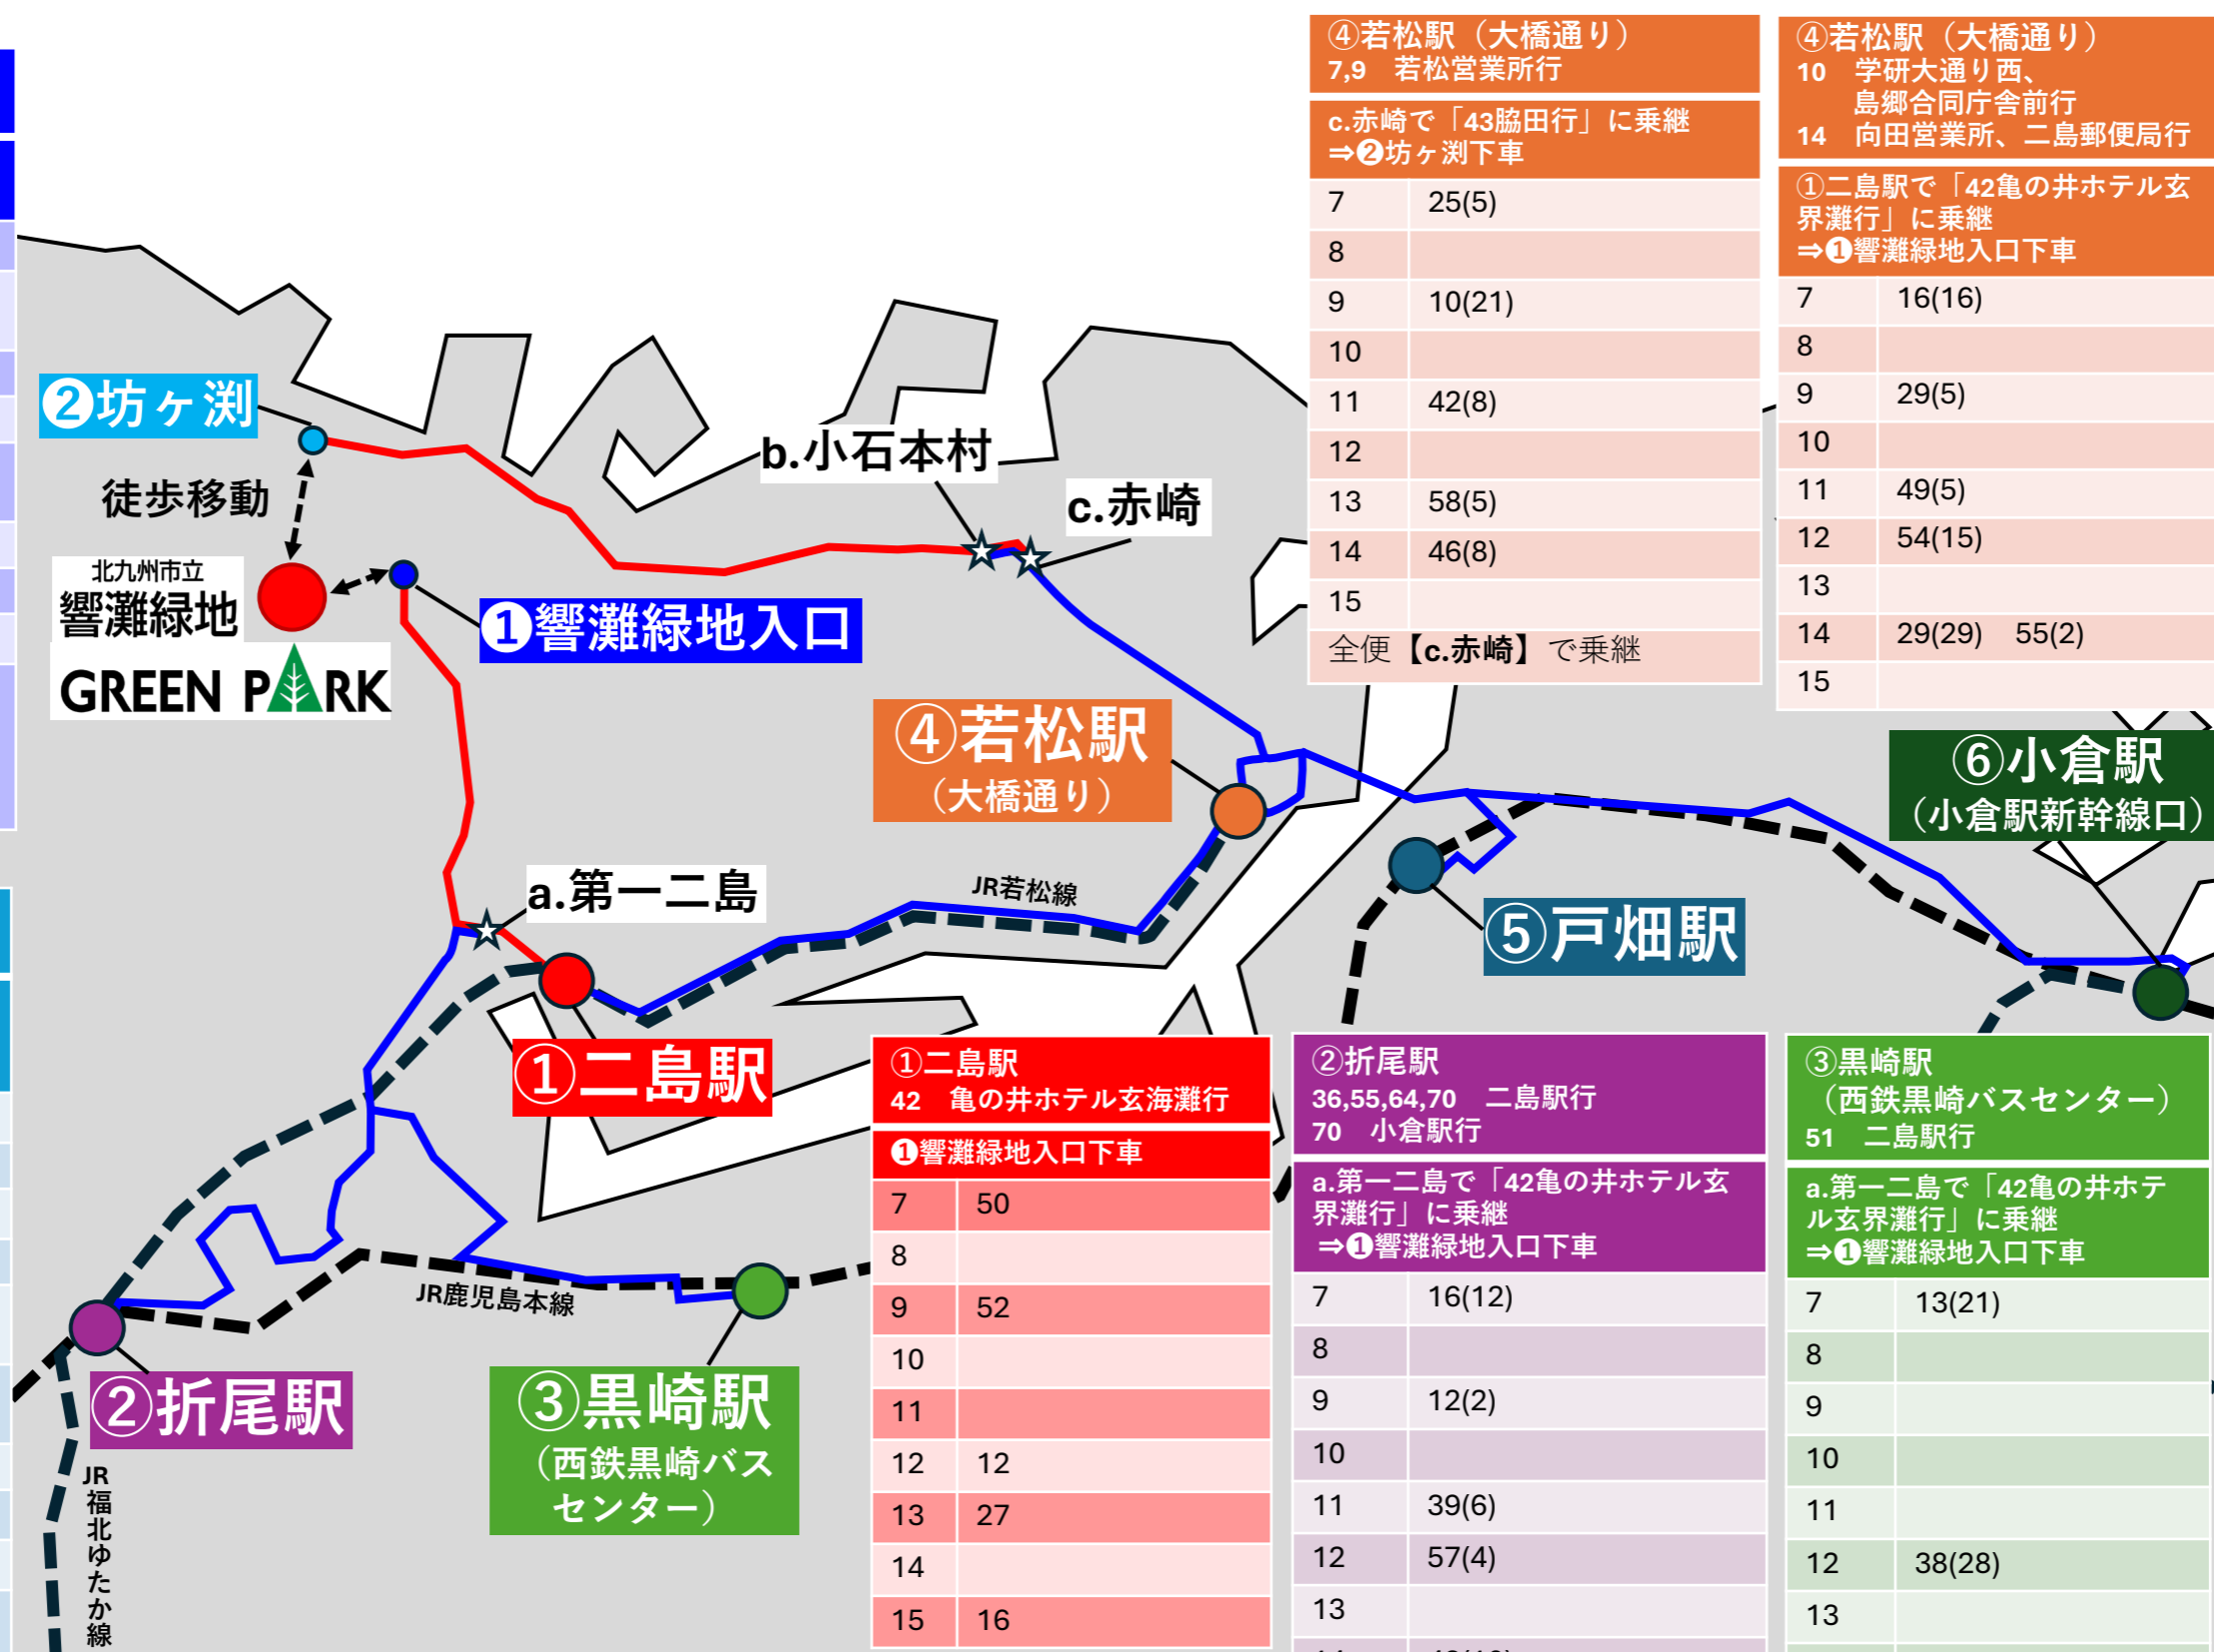 ④若松駅（大橋通り）
7,9　若松営業所行
c.赤崎で「43脇田行」に乗継
⇒❷坊ヶ渕下車
7　25(5)
8
9　10(21)
10
11　42(8)
12
13　58(5)
14　46(8)
15
全便【c.赤崎】で乗継
④若松駅（大橋通り）
10　学研大通り西、
島郷合同庁舎前行
14　向田営業所、二島郵便局行
①二島駅で「42亀の井ホテル玄
界灘行」に乗継
⇒❶響灘緑地入口下車
7　16(16)
8
9　29(5)
10
11　49(5)
12　54(15)
13
14　29(29)　55(2)
15
❷坊ヶ渕
徒歩移動
北九州市立
響灘緑地
GREEN PARK
❶響灘緑地入口
b.小石本村
c.赤崎
④若松駅
（大橋通り）
⑥小倉駅
（小倉駅新幹線口）
a.第一二島
JR若松線
⑤戸畑駅
①二島駅
②折尾駅
③黒崎駅
（西鉄黒崎バス
センター）
JR鹿児島本線
JR福北ゆたか線
①二島駅
42　亀の井ホテル玄海灘行
❶響灘緑地入口下車
7　50
8
9　52
10
11
12　12
13　27
14
15　16
②折尾駅
36,55,64,70　二島駅行
70　小倉駅行
a.第一二島で「42亀の井ホテル玄
界灘行」に乗継
⇒❶響灘緑地入口下車
7　16(12)
8
9　12(2)
10
11　39(6)
12　57(4)
13
③黒崎駅
（西鉄黒崎バスセンター）
51　二島駅行
a.第一二島で「42亀の井ホテ
ル玄界灘行」に乗継
⇒❶響灘緑地入口下車
7　13(21)
8
9
10
11
12　38(28)
13